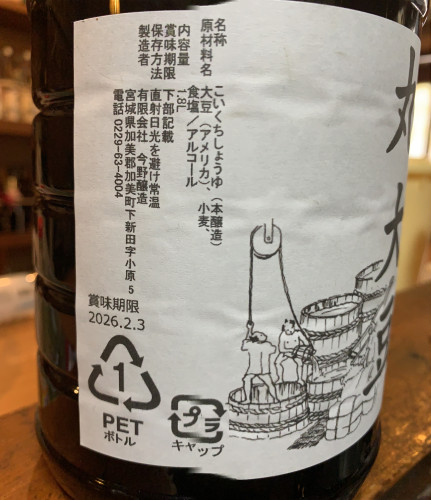 丸大豆
名称 こいくちしょうゆ（本醸造）
原材料名 大豆（アメリカ）、小麦、
食塩／アルコール
内容量 1.8L
賞味期限 下部記載
保存方法 直射日光を避け常温
製造者 有限会社 今野醸造
宮城県加美郡加美町下新田字小原5
電話 0229-63-4004
賞味期限
2026.2.3
1
PET
ボトル
プラ
キャップ